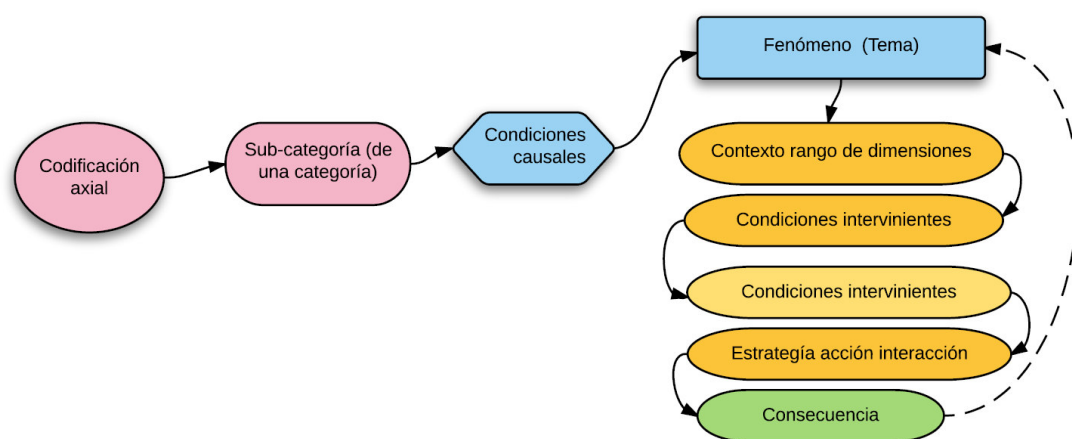 Codificación
axial
Sub-categoría (de
una categoría)
Condiciones
causales
Fenómeno (Tema)
Contexto rango de dimensiones
Condiciones intervinientes
Condiciones intervinientes
Estrategía acción interacción
Consecuencia